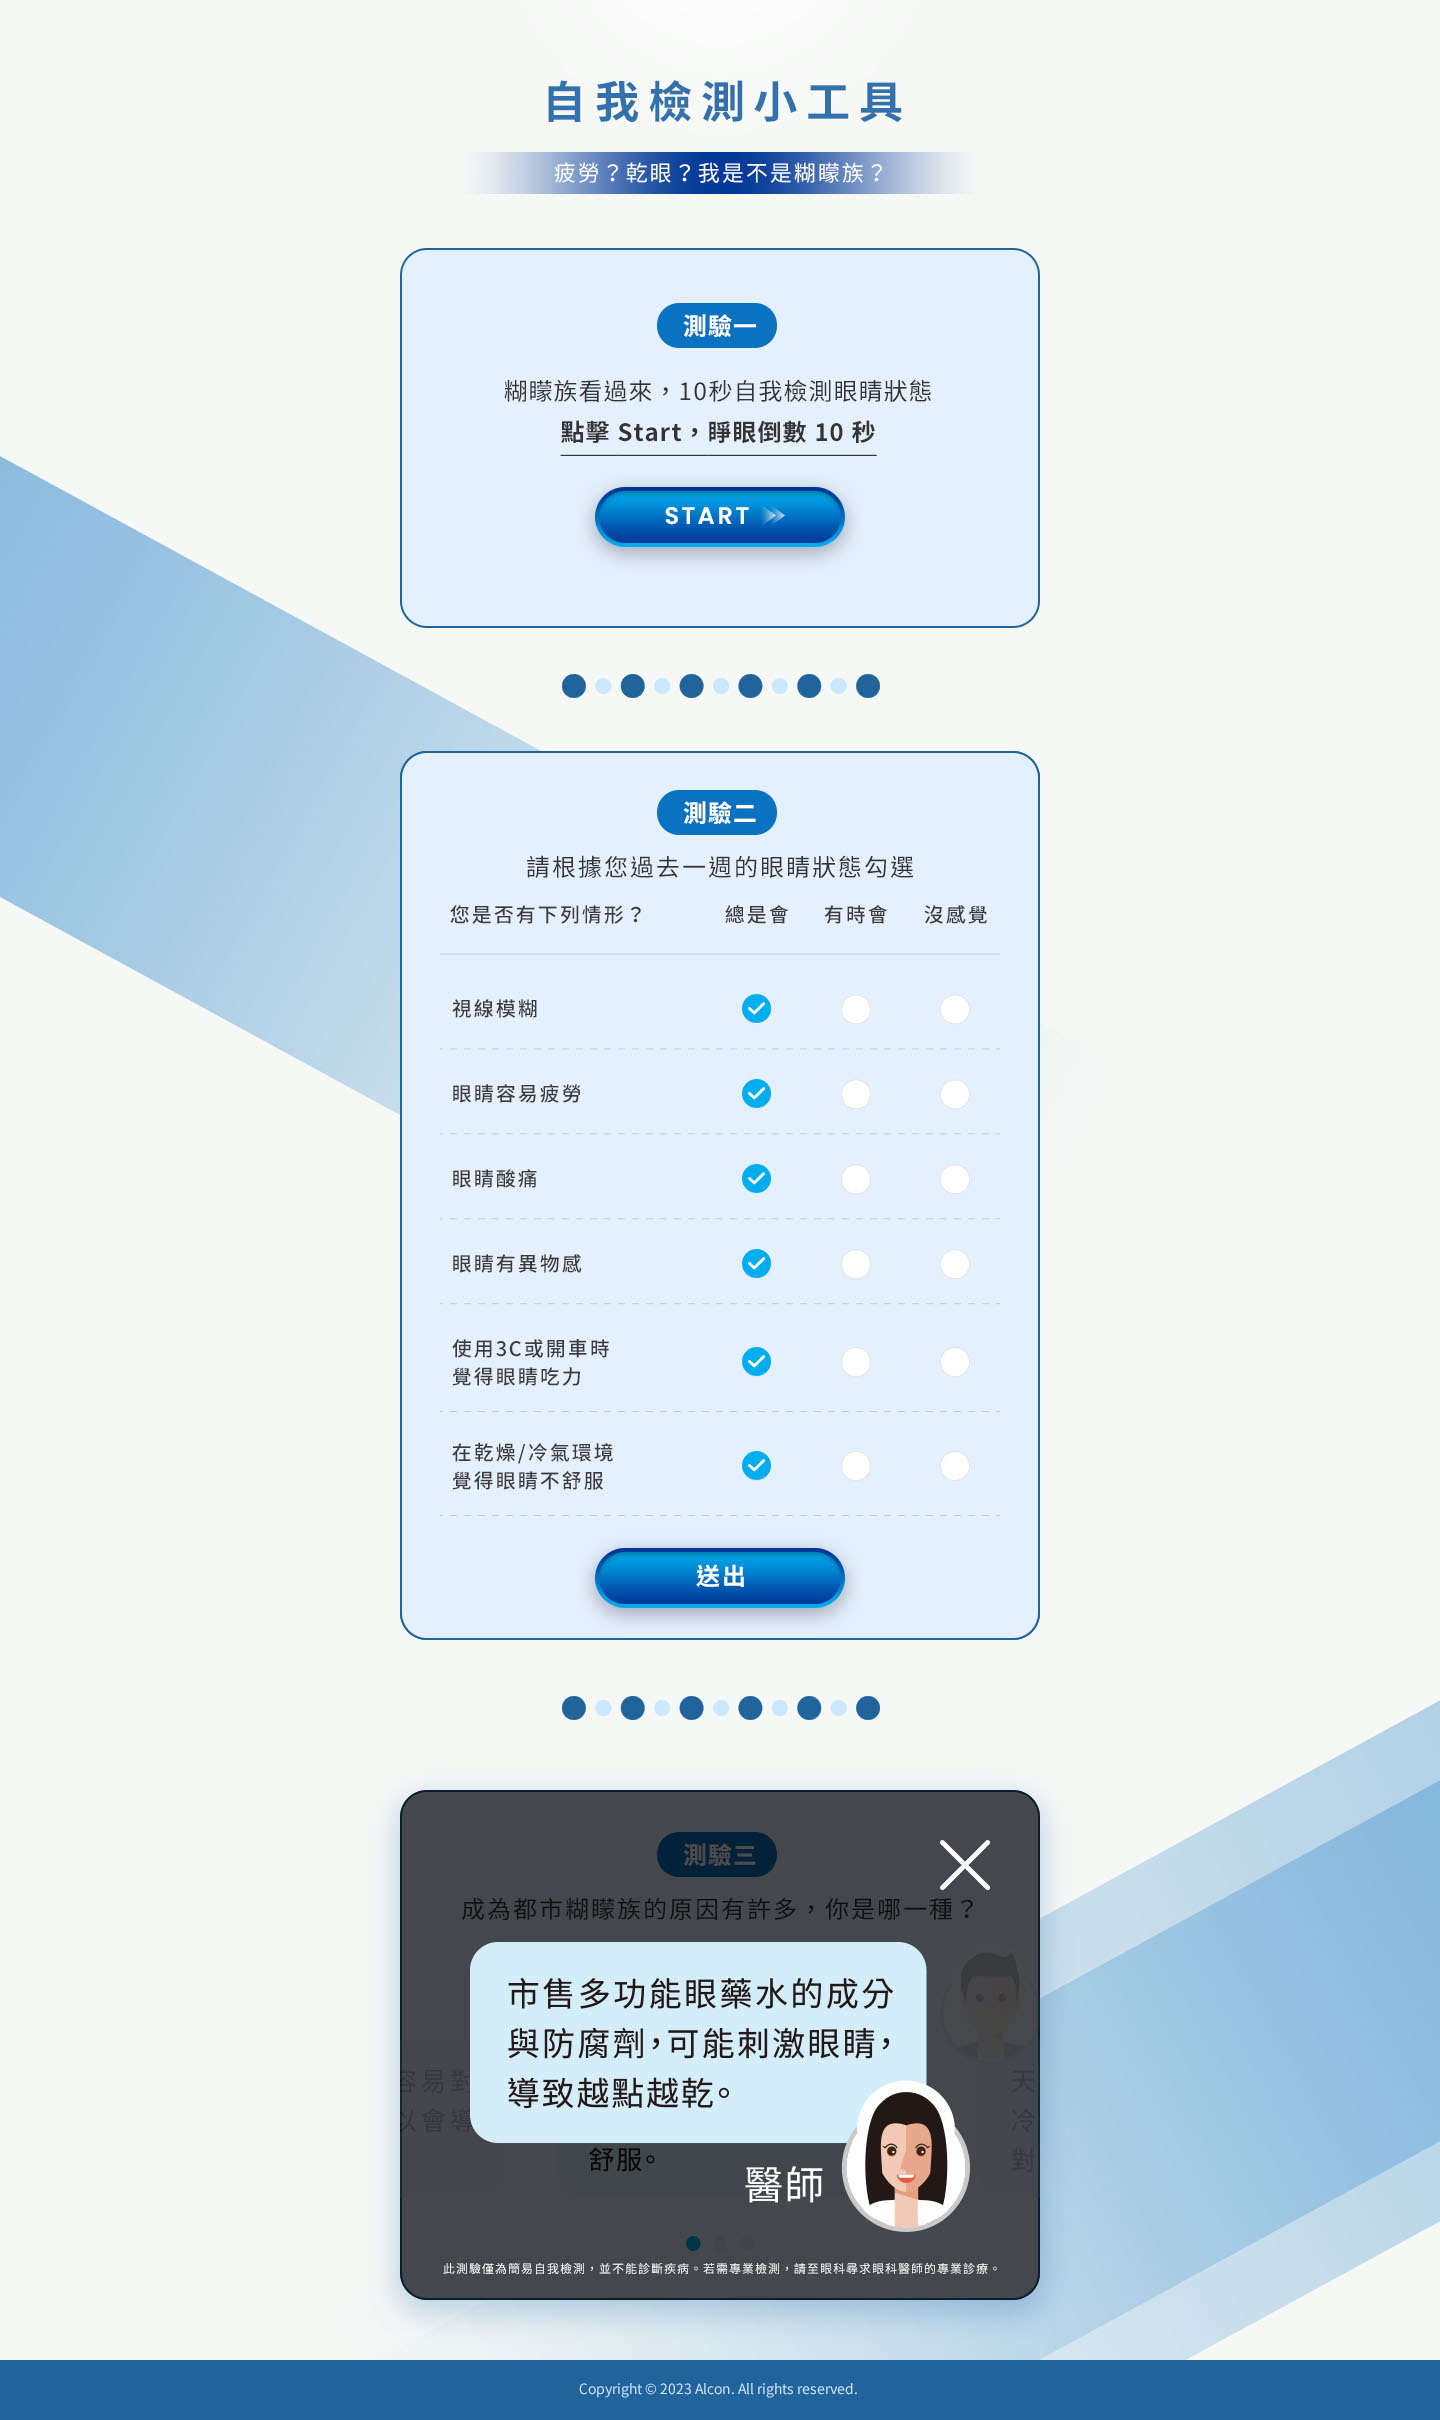 自我檢測小工具
疲勞？乾眼？我是不是糊矇族？
測驗一
糊矇族看過來，10秒自我檢測眼睛狀態
點擊 Start，睜眼倒數 10 秒
START
測驗二
請根據您過去一週的眼睛狀態勾選
您是否有下列情形？ 總是會 有時會 沒感覺
視線模糊
眼睛容易疲勞
眼睛酸痛
眼睛有異物感
使用3C或開車時
覺得眼睛吃力
在乾燥/冷氣環境
覺得眼睛不舒服
送出
測驗三
成為都市糊矇族的原因有許多，你是哪一種？
市售多功能眼藥水的成分
與防腐劑，可能刺激眼睛，
導致越點越乾。
容易對
以會導
天
冷
對
舒服。
醫師
此測驗僅為簡易自我檢測，並不能診斷疾病。若需專業檢測，請至眼科尋求眼科醫師的專業診療。
Copyright © 2023 Alcon. All rights reserved.